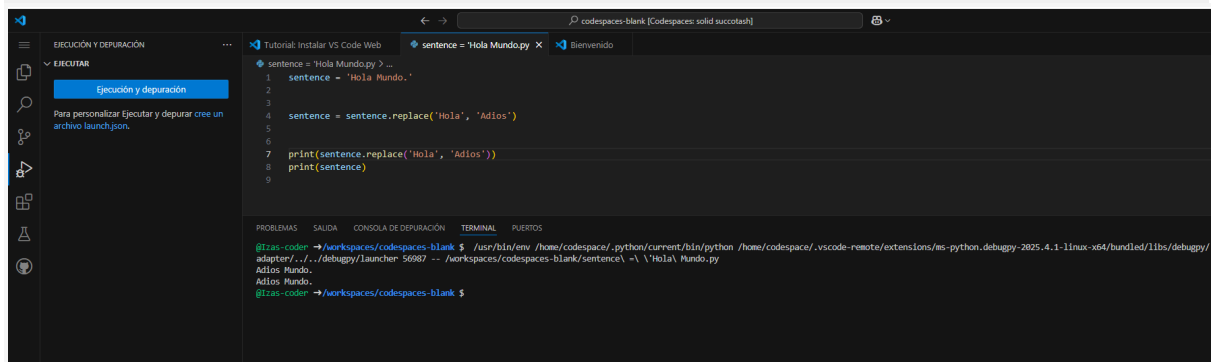 codespaces-blank [Codespaces: solid succotash]
EJECUCIÓN Y DEPURACIÓN
EJECUTAR
Ejecución y depuración
Para personalizar Ejecutar y depurar cree un
archivo launch.json.
Tutorial: Instalar VS Code Web
sentence = 'Hola Mundo.py
Bienvenido
sentence = 'Hola Mundo.py > ...
1 sentence = 'Hola Mundo.'
2
3
4 sentence = sentence.replace('Hola', 'Adios')
5
6
7 print(sentence.replace('Hola', 'Adios'))
8 print(sentence)
9
PROBLEMAS SALIDA CONSOLA DE DEPURACIÓN TERMINAL PUERTOS
@Izas-coder ➜/workspaces/codespaces-blank $ /usr/bin/env /home/codespace/.python/current/bin/python /home/codespace/.vscode-remote/extensions/ms-python.debugpy-2025.4.1-linux-x64/bundled/libs/debugpy/
adapter/../../debugpy/launcher 56987 -- /workspaces/codespaces-blank/sentence\ =\ \'Hola\ Mundo.py
Adios Mundo.
Adios Mundo.
@Izas-coder ➜/workspaces/codespaces-blank $